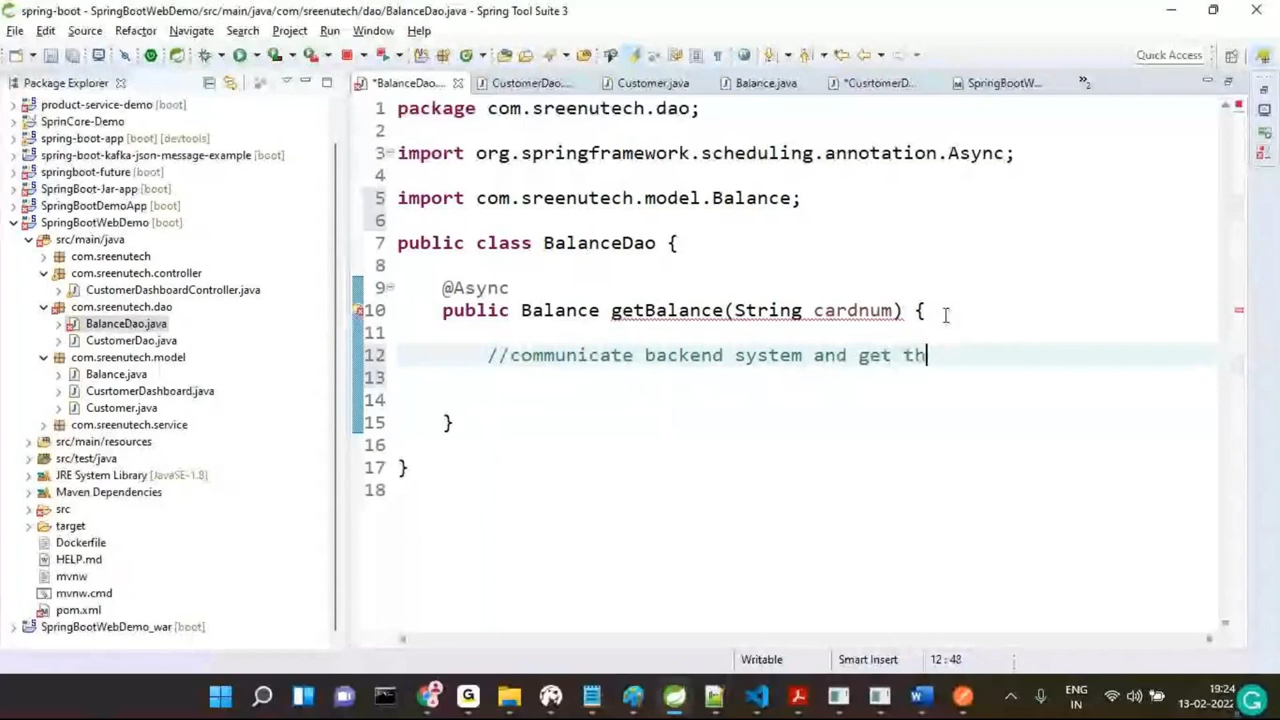 spring-boot - SpringBootWebDemo/src/main/java/com/sreenutech/dao/BalanceDao.java - Spring Tool Suite 3
File Edit Source Refactor Navigate Search Project Run Window Help
Quick Access
Package Explorer
*BalanceDao.... CustomerDao.... Customer.java Balance.java *CusrtomerD... SpringBootW... 2
product-service-demo [boot]
SprinCore-Demo
spring-boot-app [boot] [devtools]
spring-boot-kafka-json-message-example [boot]
springboot-future [boot]
SpringBoot-Jar-app [boot]
SpringBootDemoApp [boot]
SpringBootWebDemo [boot]
src/main/java
com.sreenutech
com.sreenutech.controller
CustomerDashboardController.java
com.sreenutech.dao
BalanceDao.java
CustomerDao.java
com.sreenutech.model
Balance.java
CusrtomerDashboard.java
Customer.java
com.sreenutech.service
src/main/resources
src/test/java
JRE System Library [JavaSE-1.8]
Maven Dependencies
src
target
Dockerfile
HELP.md
mvnw
mvnw.cmd
pom.xml
SpringBootWebDemo_war [boot]
1 package com.sreenutech.dao;
2
3 import org.springframework.scheduling.annotation.Async;
5 import com.sreenutech.model.Balance;
6
7 public class BalanceDao {
8
9 @Async
10 public Balance getBalance(String cardnum) {
11
12 //communicate backend system and get th
13
14
15 }
16
17 }
18
Writable Smart Insert 12 : 48
ENG
IN
19:24
13-02-2022